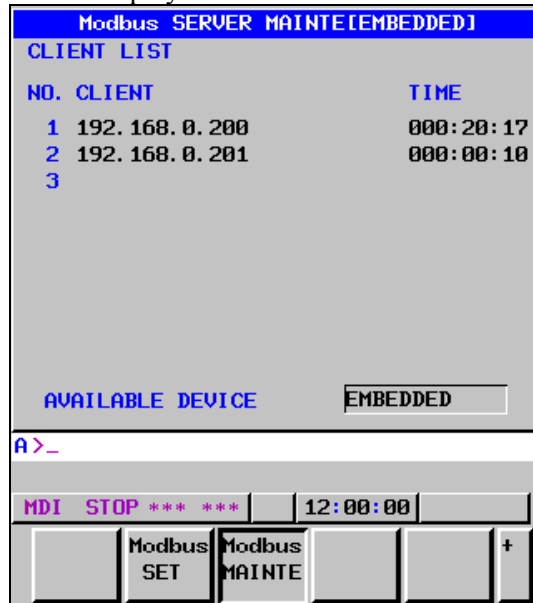 Modbus SERVER MAINTE[EMBEDDED]
CLIENT LIST
NO. CLIENT TIME
1 192.168.0.200 000:20:17
2 192.168.0.201 000:00:10
3
AVAILABLE DEVICE EMBEDDED
A>_
MDI STOP *** *** 12:00:00
Modbus SET Modbus MAINTE +